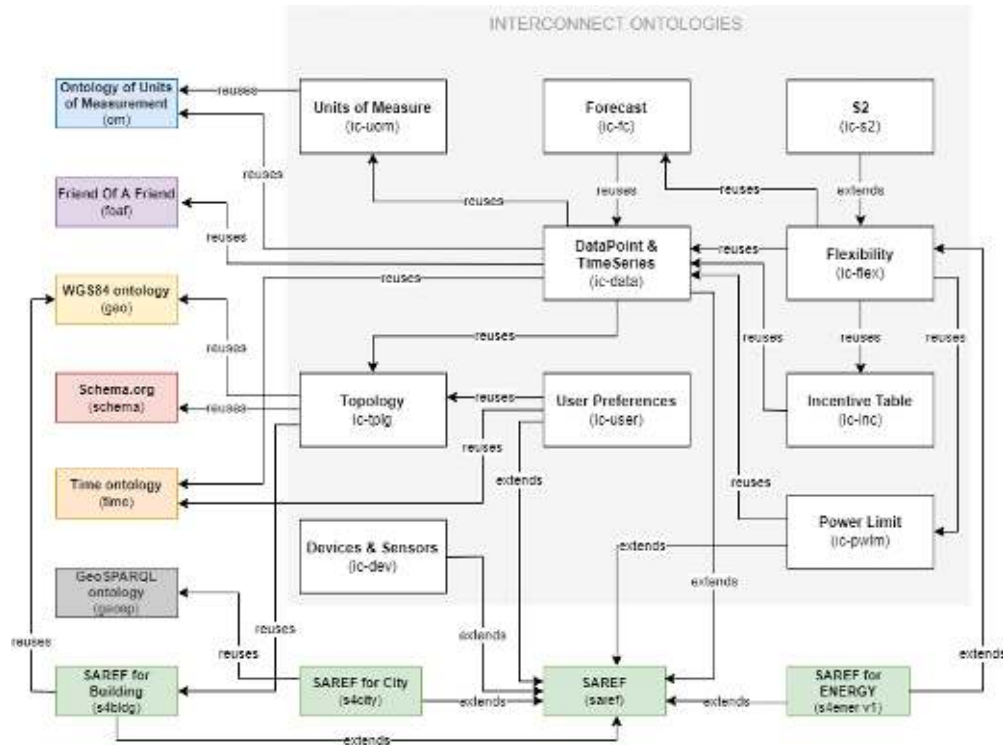 INTERCONNECT ONTOLOGIES
Ontology of Units
of Measurement
(om)
reuses
Units of Measure
(ic-uom)
Forecast
(ic-fc)
S2
(ic-s2)
reuses
reuses
reuses
reuses
extends
Friend Of A Friend
(foaf)
reuses
DataPoint &
TimeSeries
(ic-data)
reuses
Flexibility
(ic-flex)
reuses
WGS84 ontology
(geo)
reuses
reuses
reuses
reuses
Schema.org
(schema)
reuses
Topology
ic-tplg
reuses
User Preferences
(ic-user)
reuses
Incentive Table
(ic-inc)
reuses
extends
reuses
Time ontology
(time)
Devices & Sensors
(ic-dev)
Power Limit
(ic-pwlm)
extends
GeoSPARQL
ontology
extends
reuses
reuses
extends
reuses
extends
SAREF for
Building
(s4bldg)
SAREF for City
(s4city)
extends
SAREF
(saref)
extends
SAREF for
ENERGY
(s4ener v1)
extends